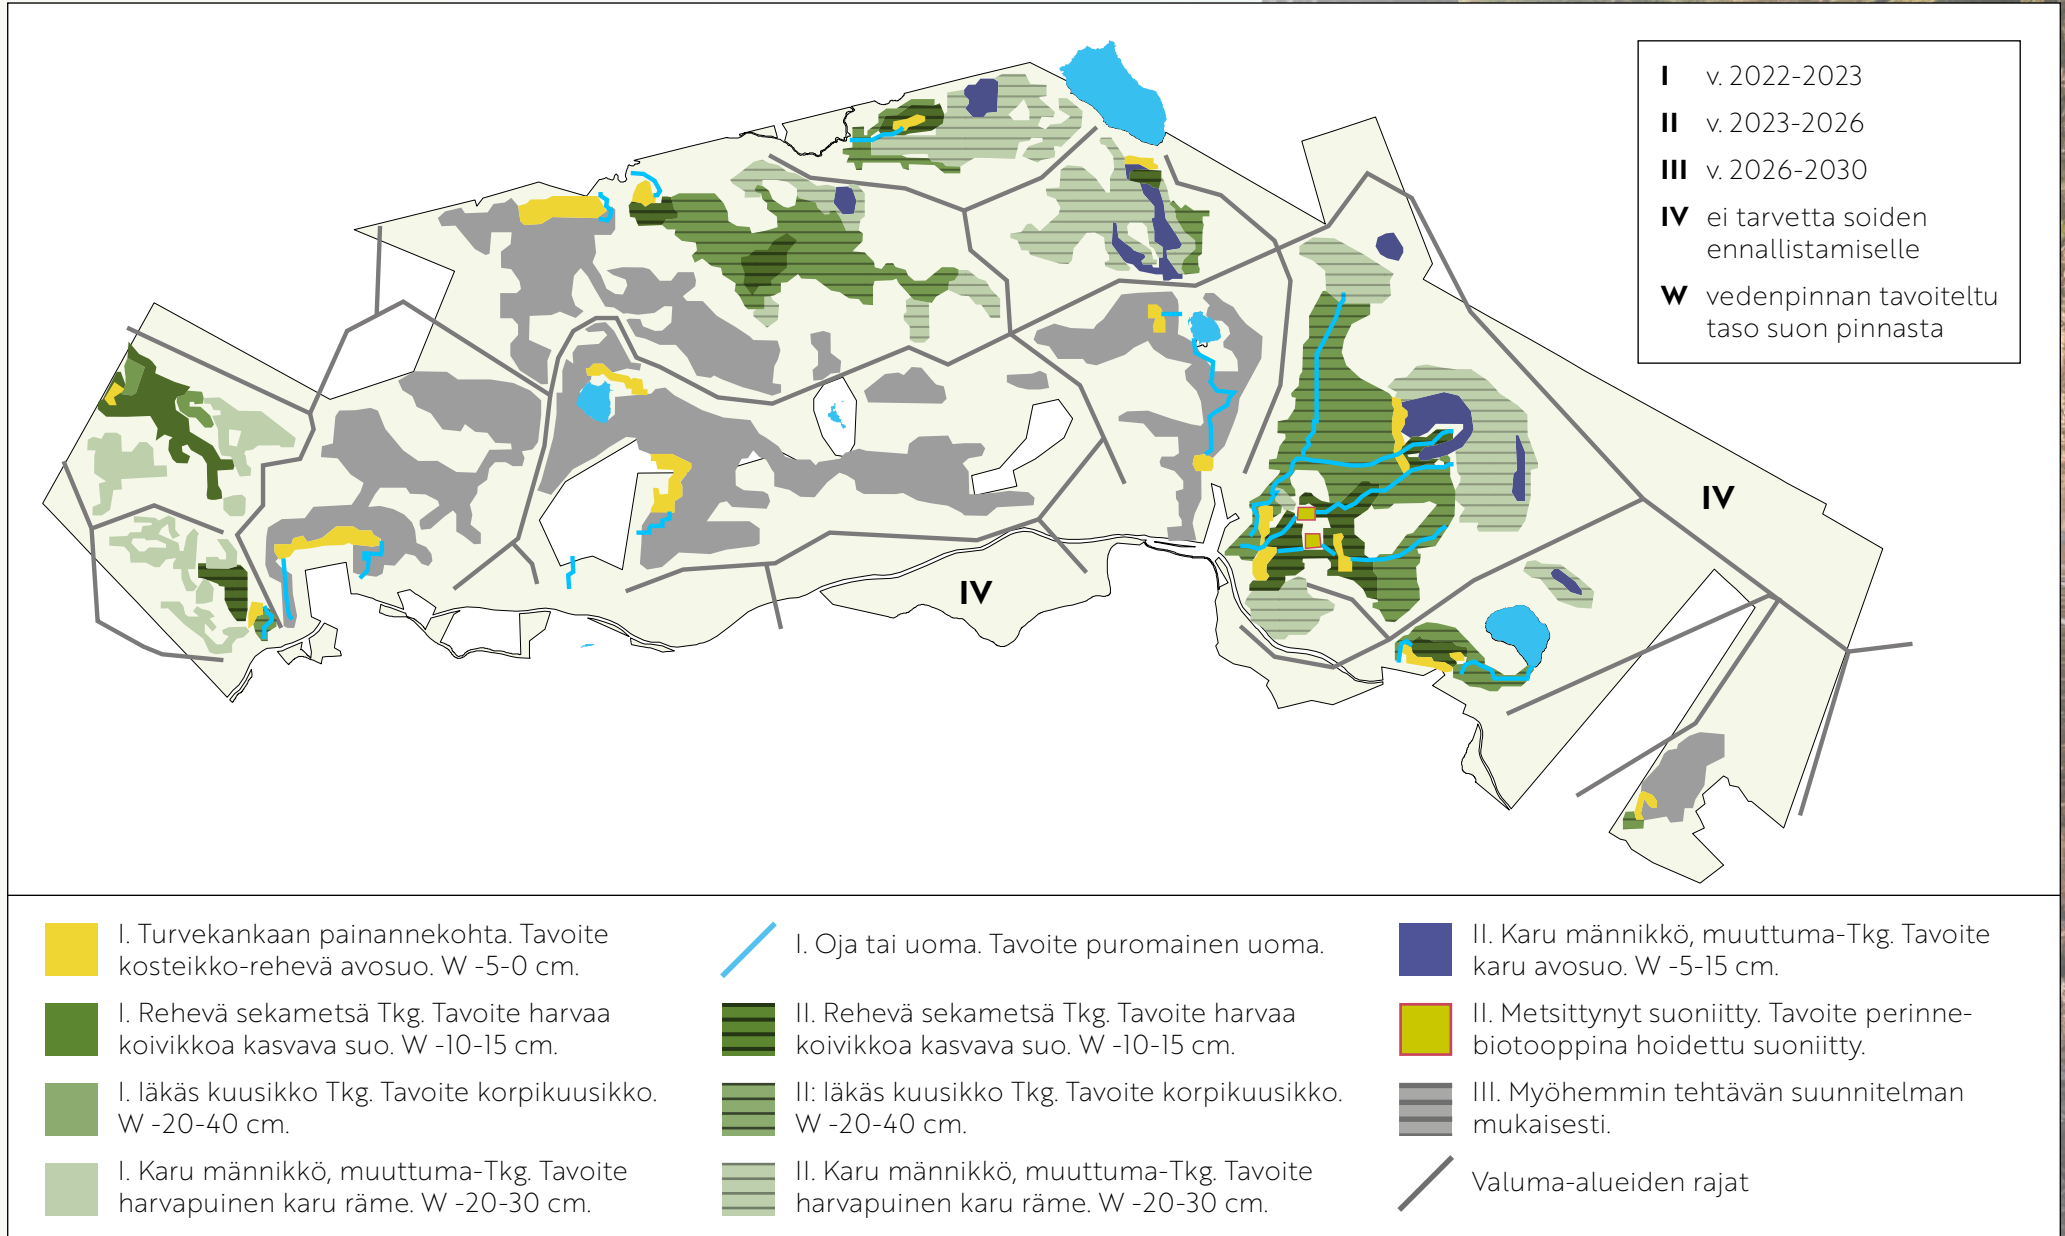 I v. 2022-2023
II v. 2023-2026
III v. 2026-2030
IV ei tarvetta soiden
ennallistamiselle
W vedenpinnan tavoiteltu
taso suon pinnasta
IV
IV
I. Turvekankaan painannekohta. Tavoite
kosteikko-rehevä avosuo. W -5-0 cm.
I. Rehevä sekametsä Tkg. Tavoite harvaa
koivikkoa kasvava suo. W -10-15 cm.
I. Iäkäs kuusikko Tkg. Tavoite korpikuusikko.
W -20-40 cm.
I. Karu männikkö, muuttuma-Tkg. Tavoite
harvapuinen karu räme. W -20-30 cm.
I. Oja tai uoma. Tavoite puromainen uoma.
II. Rehevä sekametsä Tkg. Tavoite harvaa
koivikkoa kasvava suo. W -10-15 cm.
II: Iäkäs kuusikko Tkg. Tavoite korpikuusikko.
W -20-40 cm.
II. Karu männikkö, muuttuma-Tkg. Tavoite
harvapuinen karu räme. W -20-30 cm.
II. Karu männikkö, muuttuma-Tkg. Tavoite
karu avosuo. W -5-15 cm.
II. Metsittynyt suoniitty. Tavoite perinne-
biotooppina hoidettu suoniitty.
III. Myöhemmin tehtävän suunnitelman
mukaisesti.
Valuma-alueiden rajat